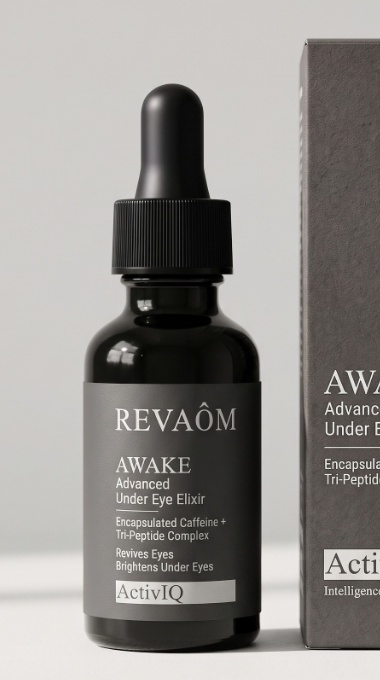 REVAÔM
AWAKE
Advanced
Under Eye Elixir
Encapsulated Caffeine +
Tri-Peptide Complex
Revives Eyes
Brightens Under Eyes
ActivIQ
AWA
Advanc
Under E
Encapsula
Tri-Peptide
Activ
Intelligence